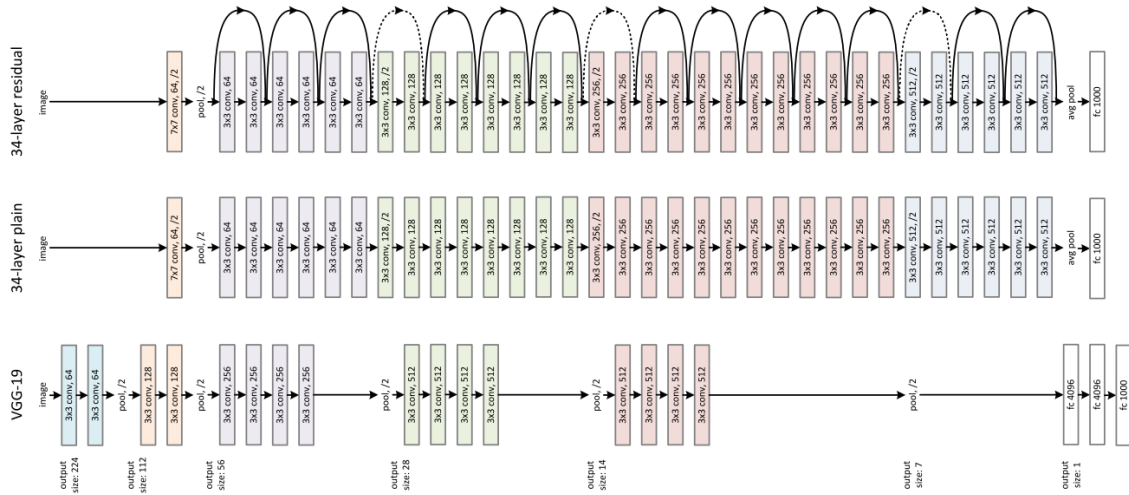 34-layer residual
image
7x7 conv, 64, /2
pool, /2
3x3 conv, 64
3x3 conv, 64
3x3 conv, 64
3x3 conv, 64
3x3 conv, 64
3x3 conv, 64
3x3 conv, 128, /2
3x3 conv, 128
3x3 conv, 128
3x3 conv, 128
3x3 conv, 128
3x3 conv, 128
3x3 conv, 128
3x3 conv, 128
3x3 conv, 256, /2
3x3 conv, 256
3x3 conv, 256
3x3 conv, 256
3x3 conv, 256
3x3 conv, 256
3x3 conv, 256
3x3 conv, 256
3x3 conv, 256
3x3 conv, 256
3x3 conv, 256
3x3 conv, 256
3x3 conv, 512, /2
3x3 conv, 512
3x3 conv, 512
3x3 conv, 512
3x3 conv, 512
3x3 conv, 512
avg pool
fc 1000
34-layer plain
image
7x7 conv, 64, /2
pool, /2
3x3 conv, 64
3x3 conv, 64
3x3 conv, 64
3x3 conv, 64
3x3 conv, 64
3x3 conv, 64
3x3 conv, 128, /2
3x3 conv, 128
3x3 conv, 128
3x3 conv, 128
3x3 conv, 128
3x3 conv, 128
3x3 conv, 128
3x3 conv, 128
3x3 conv, 256, /2
3x3 conv, 256
3x3 conv, 256
3x3 conv, 256
3x3 conv, 256
3x3 conv, 256
3x3 conv, 256
3x3 conv, 256
3x3 conv, 256
3x3 conv, 256
3x3 conv, 256
3x3 conv, 256
3x3 conv, 512, /2
3x3 conv, 512
3x3 conv, 512
3x3 conv, 512
3x3 conv, 512
3x3 conv, 512
avg pool
fc 1000
VGG-19
image
3x3 conv, 64
3x3 conv, 64
pool, /2
3x3 conv, 128
3x3 conv, 128
pool, /2
3x3 conv, 256
3x3 conv, 256
3x3 conv, 256
3x3 conv, 256
pool, /2
3x3 conv, 512
3x3 conv, 512
3x3 conv, 512
3x3 conv, 512
pool, /2
3x3 conv, 512
3x3 conv, 512
3x3 conv, 512
3x3 conv, 512
pool, /2
fc 4096
fc 4096
fc 1000
output
size: 224
output
size: 112
output
size: 56
output
size: 28
output
size: 14
output
size: 7
output
size: 1